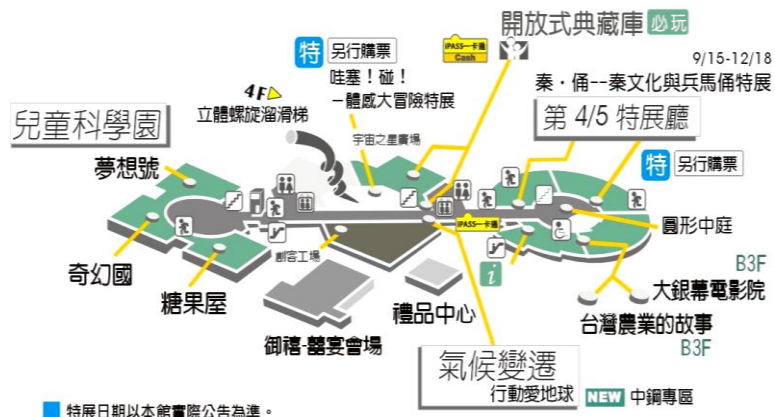 開放式典藏庫 必玩
iPASS一卡通
Cash
特 另行購票
哇塞！碰！
－體感大冒險特展
9/15-12/18
秦．俑--秦文化與兵馬俑特展
第 4/5 特展廳
特 另行購票
4F
立體螺旋溜滑梯
宇宙之星廣場
兒童科學園
夢想號
奇幻國
糖果屋
創客工場
iPASS一卡通
圓形中庭
i
B3F
大銀幕電影院
台灣農業的故事
B3F
禮品中心
御禧-囍宴會場
氣候變遷
行動愛地球
NEW 中鋼專區
特展日期以本館實際公告為準。